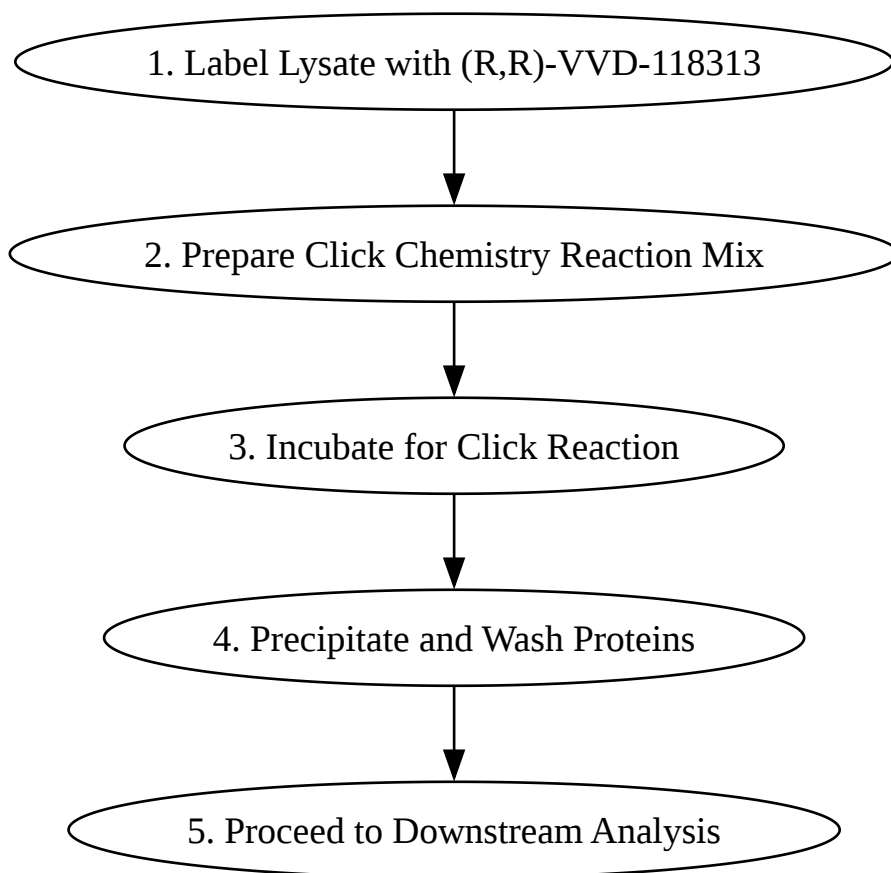 1. Label Lysate with (R,R)-VVD-118313
2. Prepare Click Chemistry Reaction Mix
3. Incubate for Click Reaction
4. Precipitate and Wash Proteins
5. Proceed to Downstream Analysis